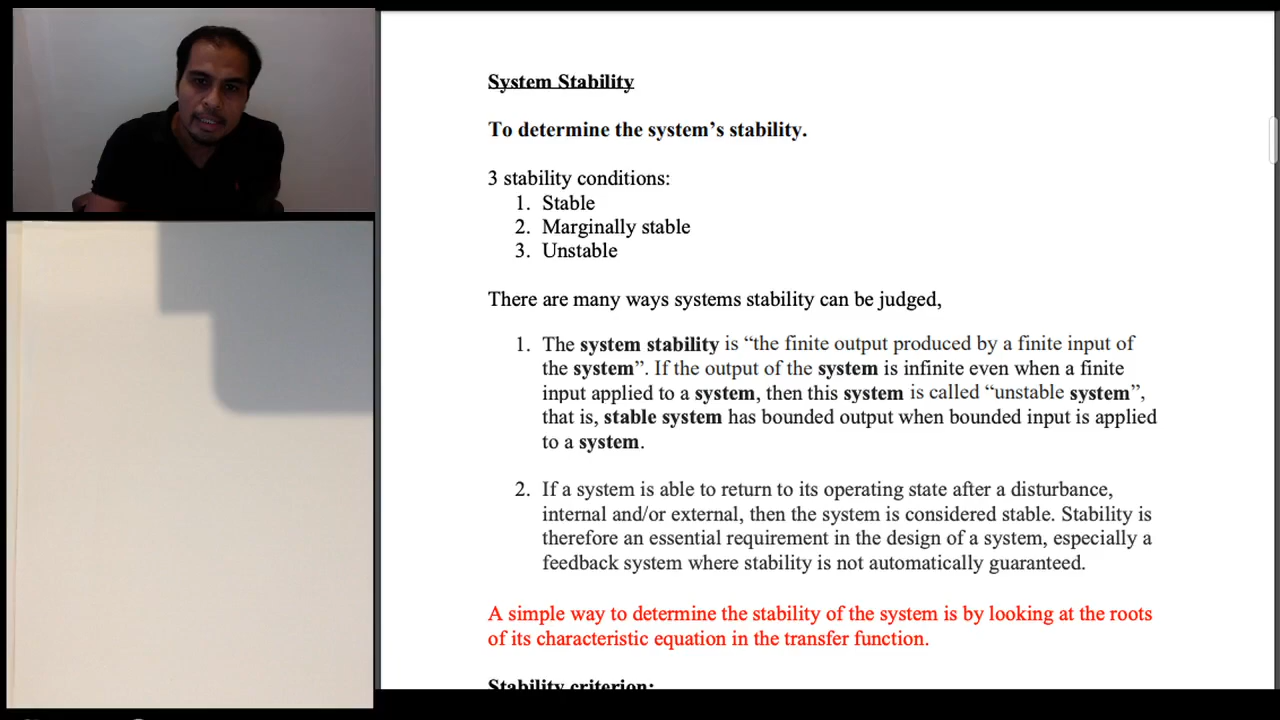 System Stability
To determine the system’s stability.
3 stability conditions:
1. Stable
2. Marginally stable
3. Unstable
There are many ways systems stability can be judged,
1. The system stability is “the finite output produced by a finite input of
the system”. If the output of the system is infinite even when a finite
input applied to a system, then this system is called “unstable system”,
that is, stable system has bounded output when bounded input is applied
to a system.
2. If a system is able to return to its operating state after a disturbance,
internal and/or external, then the system is considered stable. Stability is
therefore an essential requirement in the design of a system, especially a
feedback system where stability is not automatically guaranteed.
A simple way to determine the stability of the system is by looking at the roots
of its characteristic equation in the transfer function.
Stability criterion: